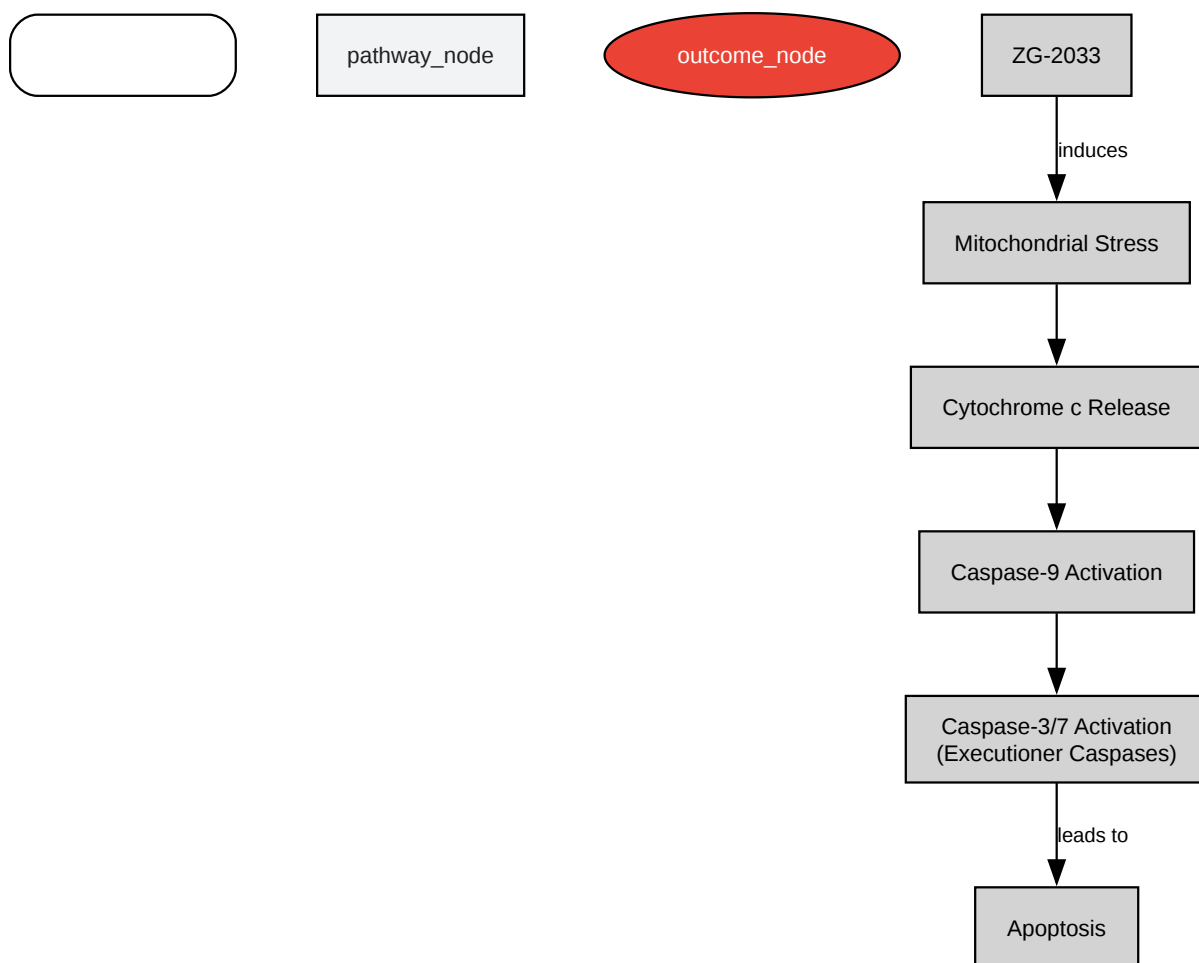 pathway_node
outcome_node
ZG-2033
induces
Mitochondrial Stress
Cytochrome c Release
Caspase-9 Activation
Caspase-3/7 Activation
(Executioner Caspases)
leads to
Apoptosis